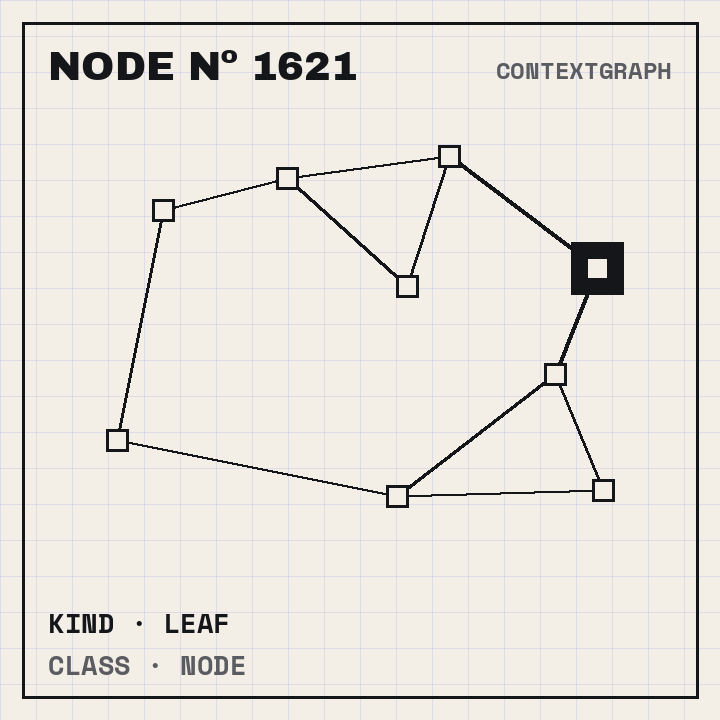 NODE Nº 1621
CONTEXTGRAPH
KIND · LEAF
CLASS · NODE